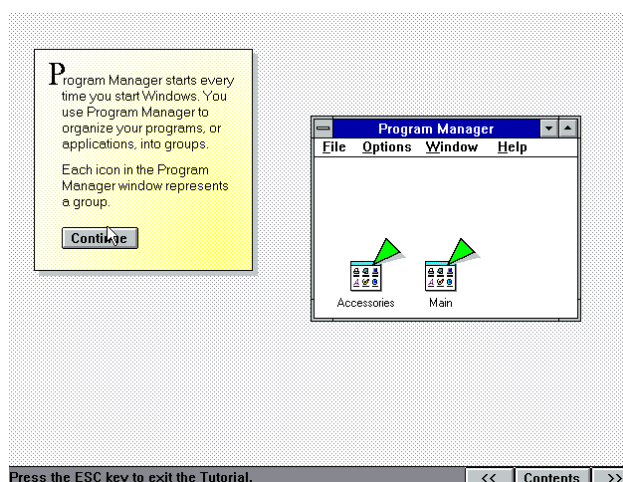 Program Manager starts every
time you start Windows. You
use Program Manager to
organize your programs, or
applications, into groups.
Each icon in the Program
Manager window represents
a group.
Continue
Program Manager
File Options Window Help
Accessories Main
Press the ESC key to exit the Tutorial.
<< Contents >>